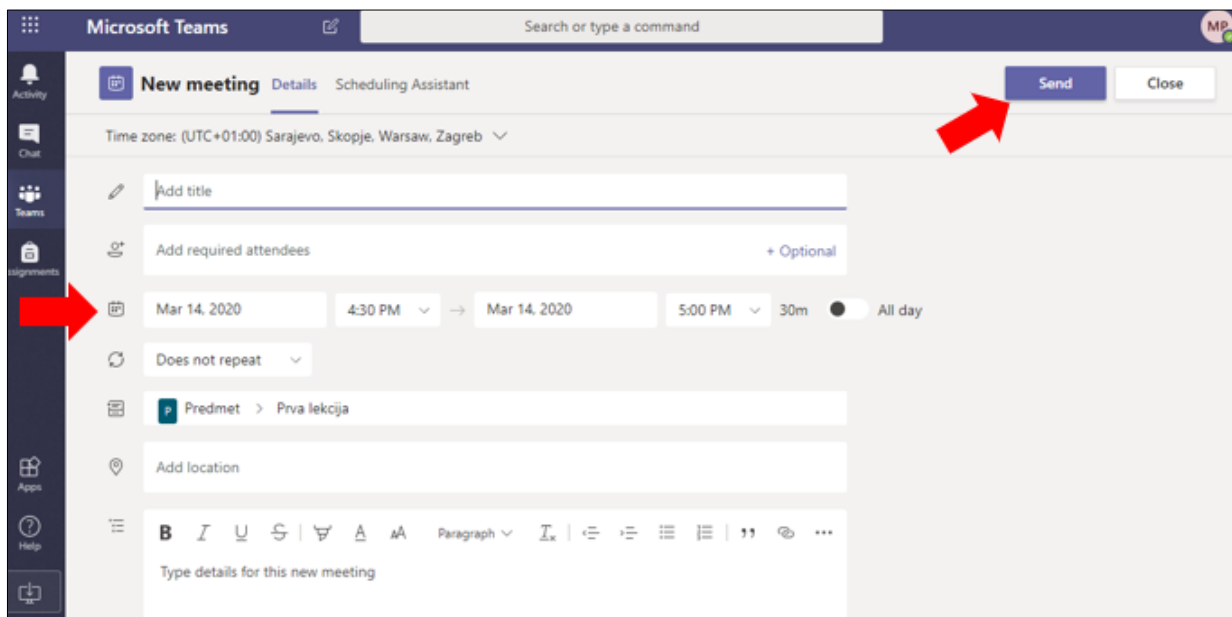 Microsoft Teams
Search or type a command
MP
Activity
Chat
Teams
ssignments
Apps
Help
New meeting Details Scheduling Assistant
Send Close
Time zone: (UTC+01:00) Sarajevo, Skopje, Warsaw, Zagreb
Add title
Add required attendees + Optional
Mar 14, 2020 4:30 PM → Mar 14, 2020 5:00 PM 30m All day
Does not repeat
P Predmet > Prva lekcija
Add location
B I U S A AA Paragraph Ix
Type details for this new meeting